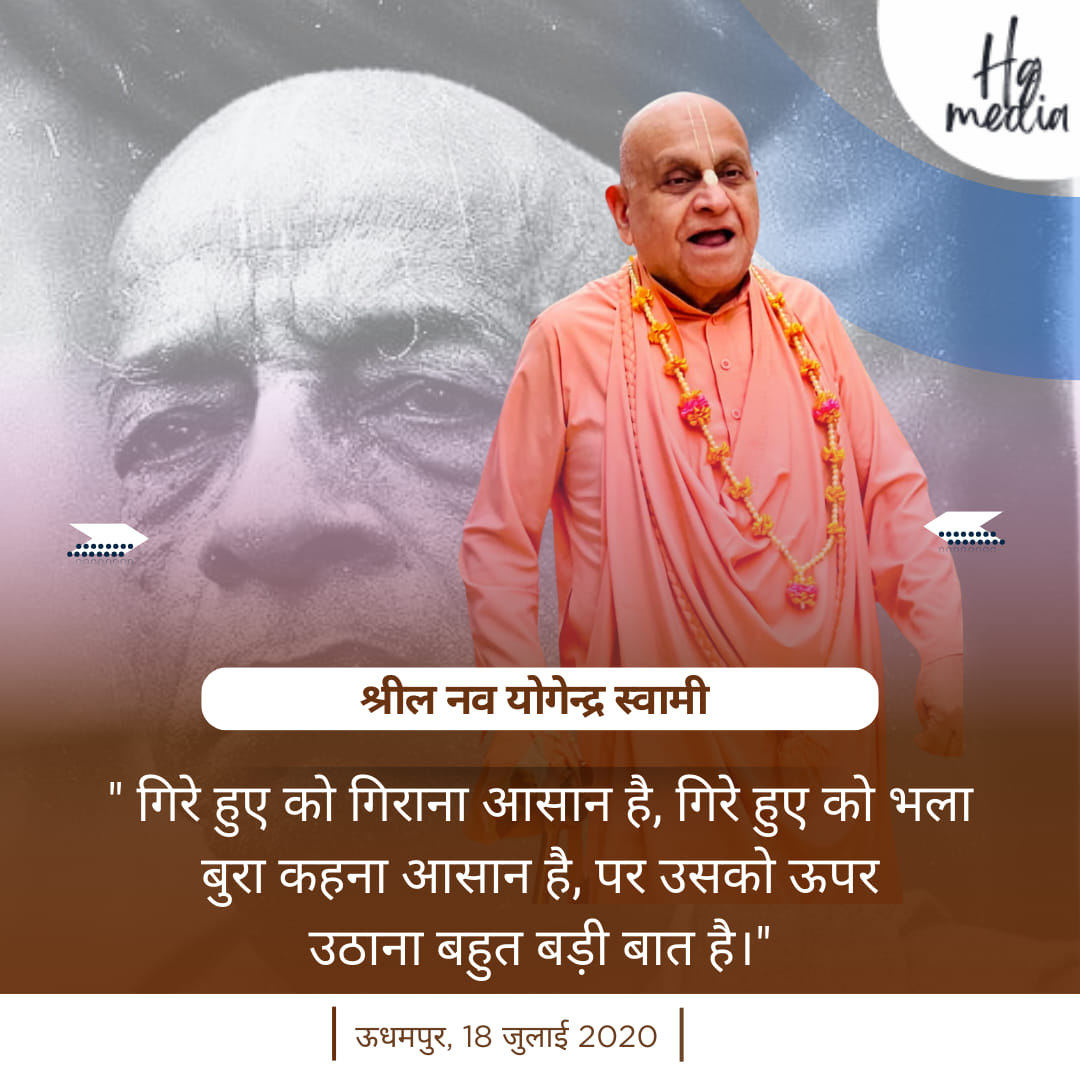 Hg
media
श्रील नव योगेन्द्र स्वामी
" गिरे हुए को गिराना आसान है, गिरे हुए को भला
बुरा कहना आसान है, पर उसको ऊपर
उठाना बहुत बड़ी बात है।"
ऊधमपुर, 18 जुलाई 2020